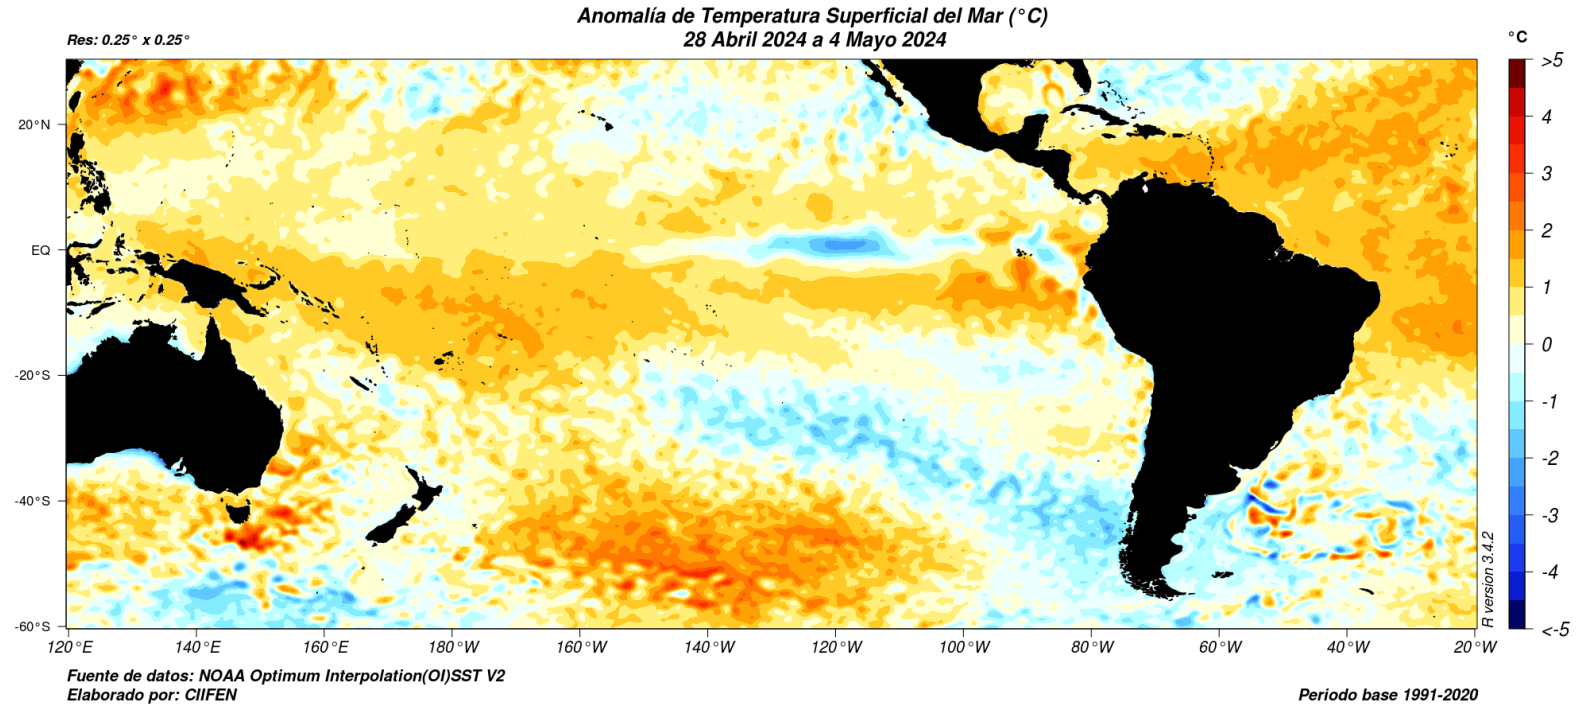 Anomalía de Temperatura Superficial del Mar (°C)
28 Abril 2024 a 4 Mayo 2024
Res: 0.25° x 0.25°
°C
>5
4
3
2
1
0
-1
-2
-3
-4
<-5
20°N
EQ
-20°S
-40°S
-60°S
120°E
140°E
160°E
180°W
160°W
140°W
120°W
100°W
80°W
60°W
40°W
20°W
R version 3.4.2
Fuente de datos: NOAA Optimum Interpolation(OI)SST V2
Elaborado por: CIIFEN
Periodo base 1991-2020